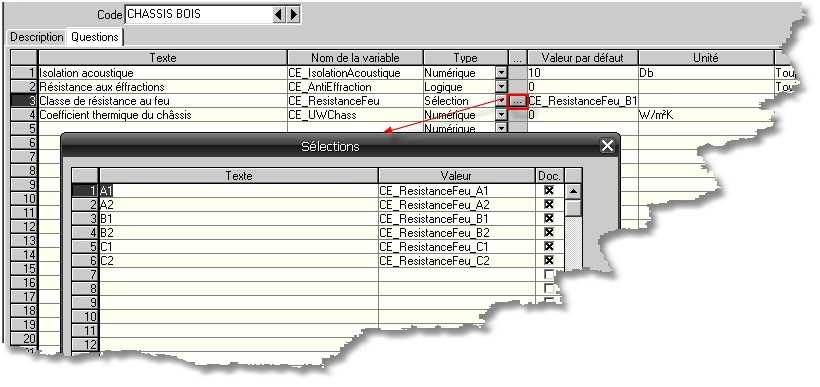 Code CHASSIS BOIS
Description Questions
Texte Nom de la variable Type ... Valeur par défaut Unité
1 Isolation acoustique CE_IsolationAcoustique Numérique 10 Db Tou
2 Résistance aux éffractions CE_AntiEffraction Logique 0 Tou
3 Classe de résistance au feu CE_ResistanceFeu Sélection ... CE_ResistanceFeu_B1
4 Coefficient thermique du châssis CE_UWChass Numérique 0 W/m²K
5 Numérique
6
7
8
9
10
11
12
13
14
15
16
17
18
19
20
21
Sélections
Texte Valeur Doc.
1 A1 CE_ResistanceFeu_A1
2 A2 CE_ResistanceFeu_A2
3 B1 CE_ResistanceFeu_B1
4 B2 CE_ResistanceFeu_B2
5 C1 CE_ResistanceFeu_C1
6 C2 CE_ResistanceFeu_C2
7
8
9
10
11
12